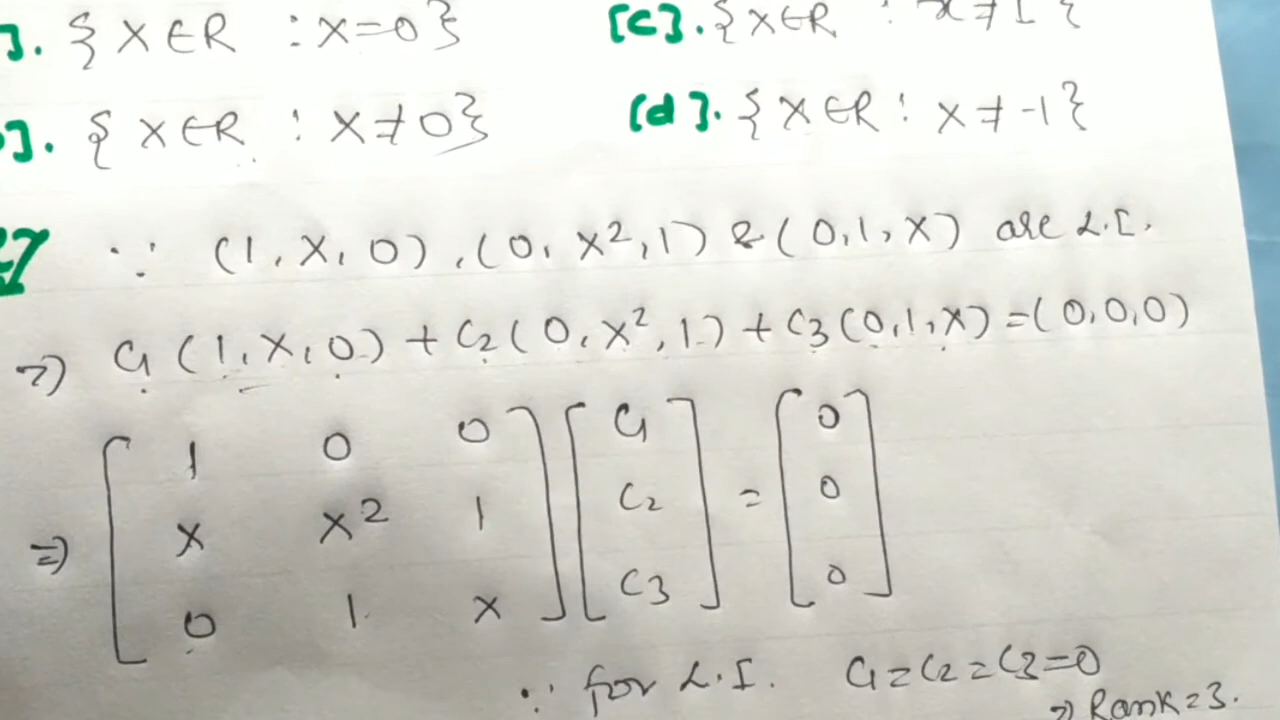 ]. {X∈R : x=0}
[c]. {X∈R : x≠1}
]. {X∈R : X≠0}
[d]. {X∈R : x≠-1}
∵ (1, X, 0), (0, X², 1) & (0,1,X) are L.I.
⇒ C1 (1,X,0) + C2 (0, X², 1) + C3 (0,1,X) = (0,0,0)
⇒ [1 0 0] [C1] = [0]
[X X² 1] [C2] [0]
[0 1 X] [C3] [0]
∵ for L.I. C1=C2=C3=0
⇒ Rank=3.